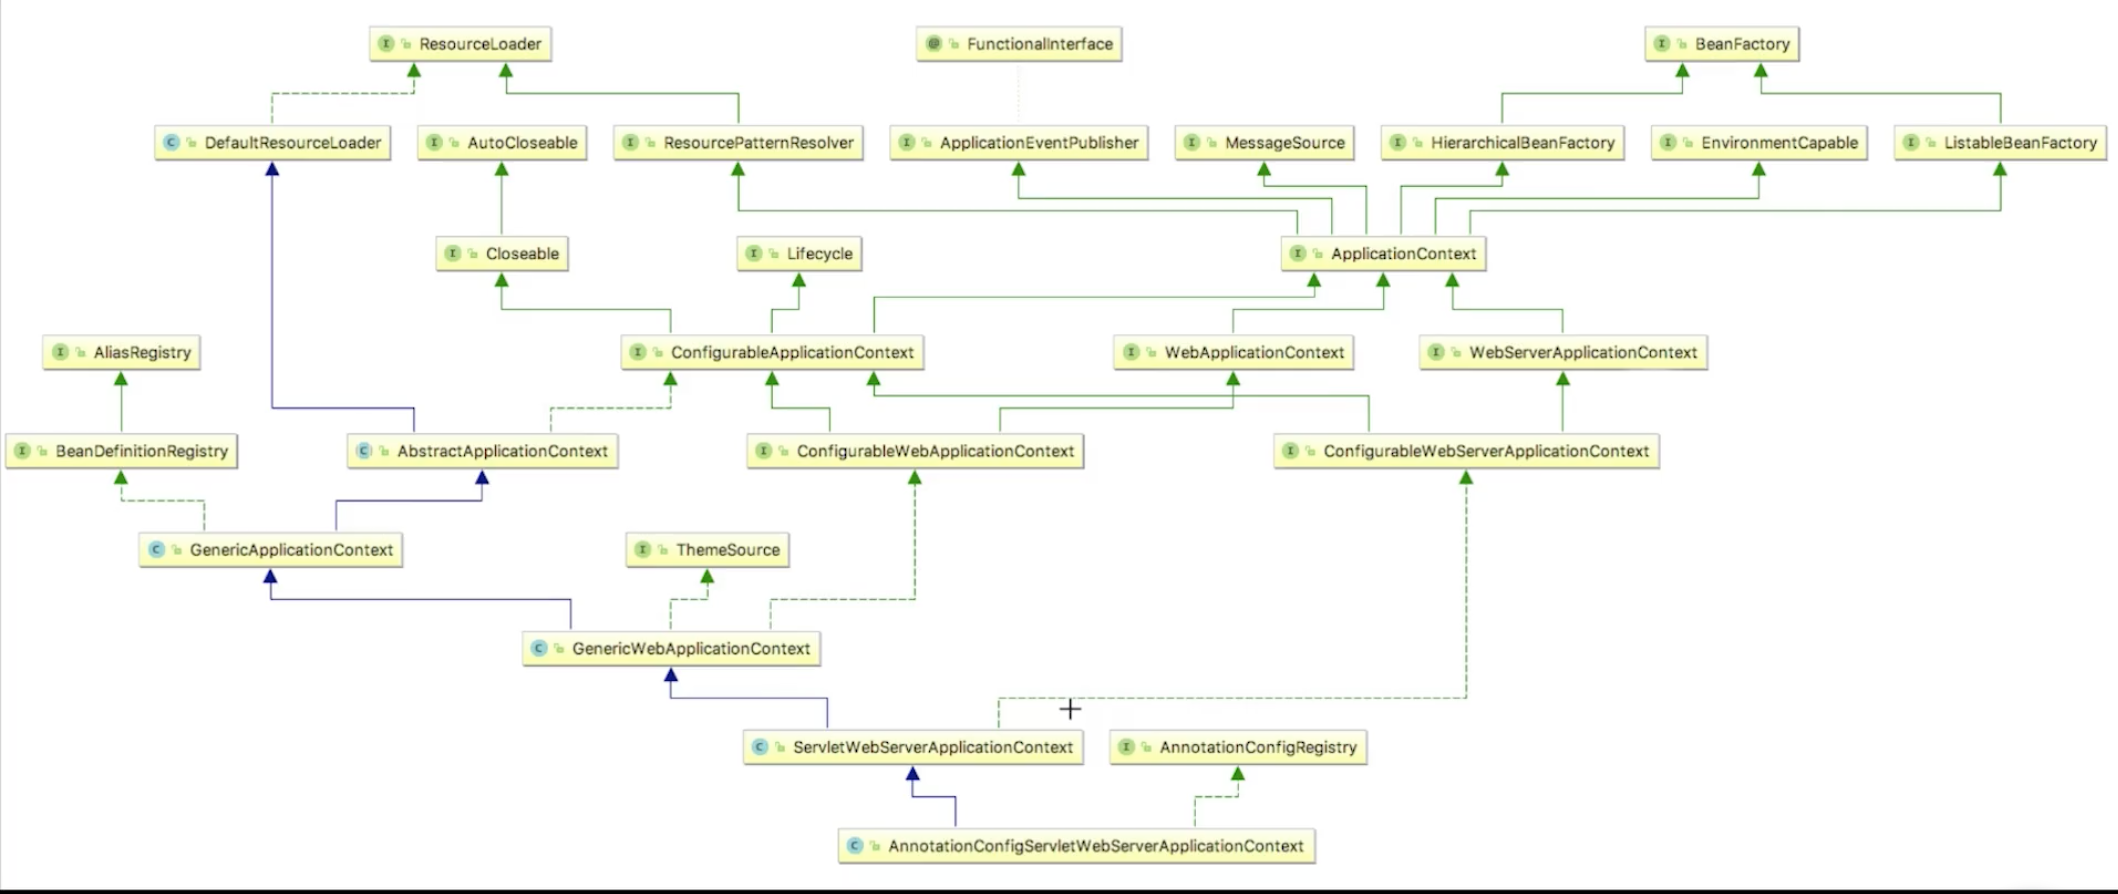 ResourceLoader
FunctionalInterface
BeanFactory
DefaultResourceLoader
AutoCloseable
ResourcePatternResolver
ApplicationEventPublisher
MessageSource
HierarchicalBeanFactory
EnvironmentCapable
ListableBeanFactory
Closeable
Lifecycle
ApplicationContext
AliasRegistry
ConfigurableApplicationContext
WebApplicationContext
WebServerApplicationContext
BeanDefinitionRegistry
AbstractApplicationContext
ConfigurableWebApplicationContext
ConfigurableWebServerApplicationContext
GenericApplicationContext
ThemeSource
GenericWebApplicationContext
ServletWebServerApplicationContext
AnnotationConfigRegistry
AnnotationConfigServletWebServerApplicationContext